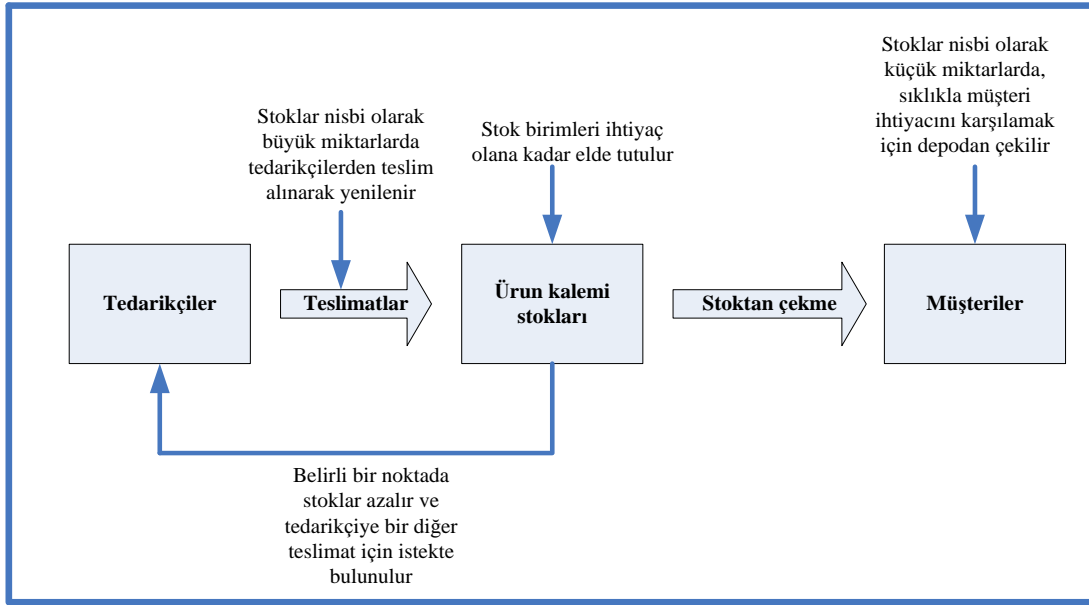 Stoklar nisbi olarak
büyük miktarlarda
tedarikçilerden teslim
alınarak yenilenir
Stok birimleri ihtiyaç
olana kadar elde tutulur
Stoklar nisbi olarak
küçük miktarlarda,
sıklıkla müşteri
ihtiyacını karşılamak
için depodan çekilir
Tedarikçiler
Teslimatlar
Ürun kalemi
stokları
Stoktan çekme
Müşteriler
Belirli bir noktada
stoklar azalır ve
tedarikçiye bir diğer
teslimat için istekte
bulunulur